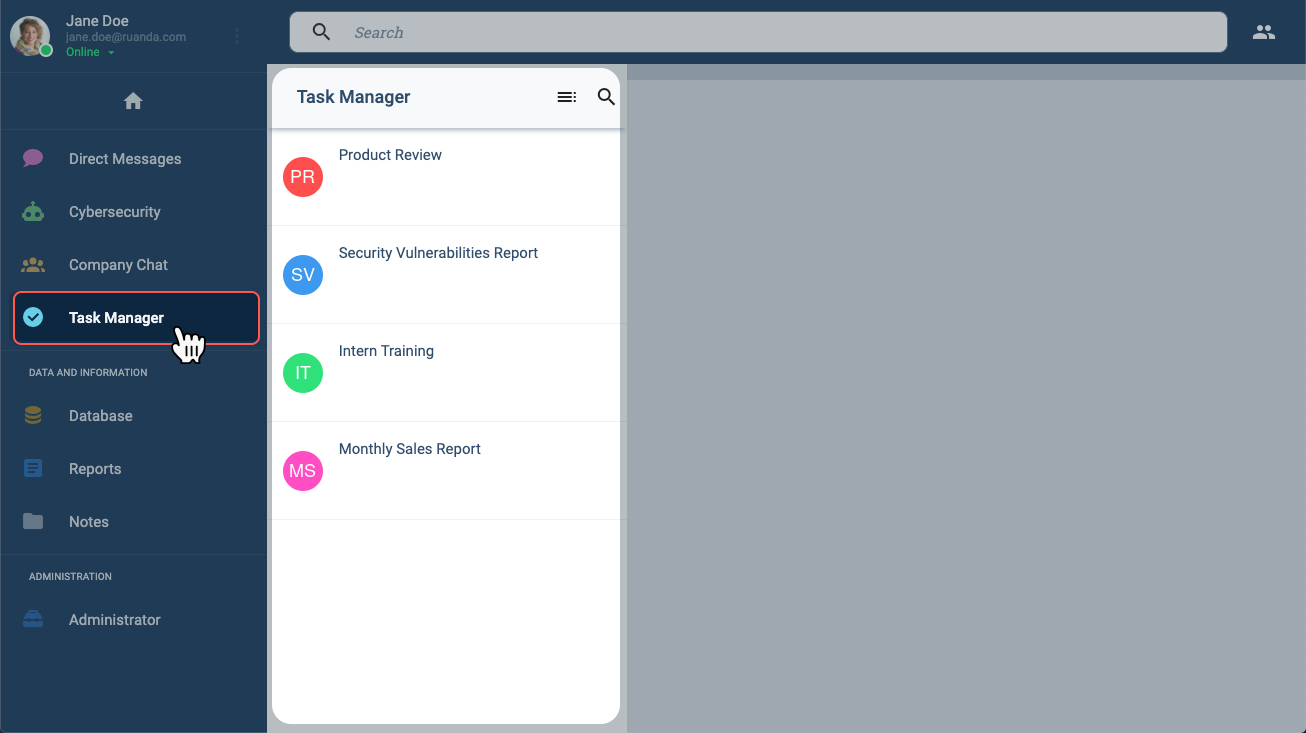 Jane Doe
jane.doe@ruanda.com
Online
Search
Direct Messages
Cybersecurity
Company Chat
Task Manager
DATA AND INFORMATION
Database
Reports
Notes
ADMINISTRATION
Administrator
Task Manager
Product Review
PR
Security Vulnerabilities Report
SV
Intern Training
IT
Monthly Sales Report
MS